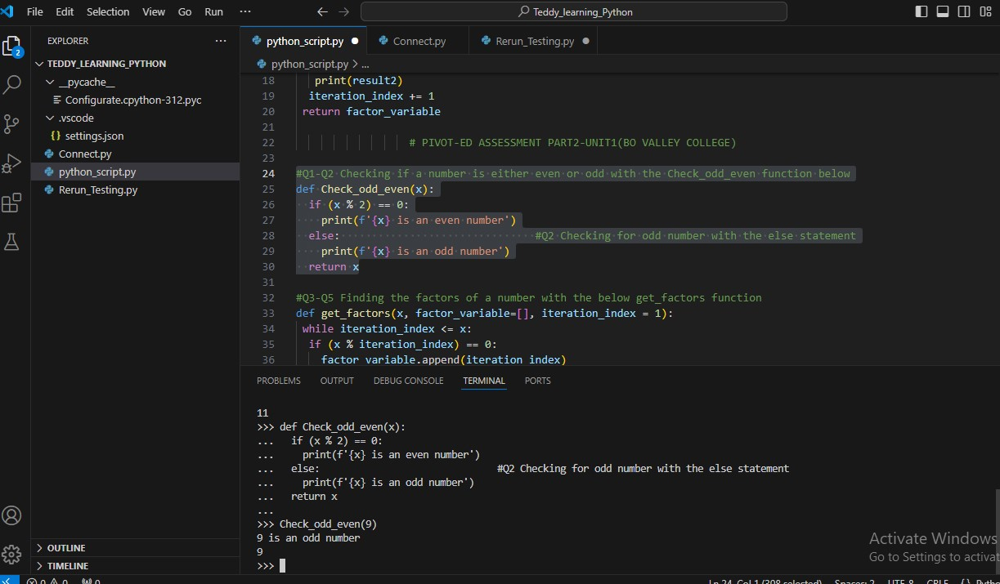 File Edit Selection View Go Run ··· ← → Teddy_learning_Python
EXPLORER ···
2
TEDDY_LEARNING_PYTHON
__pycache__
Configurate.cpython-312.pyc
.vscode
{} settings.json
Connect.py
python_script.py
Rerun_Testing.py
OUTLINE
TIMELINE
python_script.py ● Connect.py Rerun_Testing.py ●
python_script.py > ...
18 print(result2)
19 iteration_index += 1
20 return factor_variable
21
22 # PIVOT-ED ASSESSMENT PART2-UNIT1(BO VALLEY COLLEGE)
23
24 #Q1-Q2 Checking if a number is either even or odd with the Check_odd_even function below
25 def Check_odd_even(x):
26 if (x % 2) == 0:
27 print(f'{x} is an even number')
28 else: #Q2 Checking for odd number with the else statement
29 print(f'{x} is an odd number')
30 return x
31
32 #Q3-Q5 Finding the factors of a number with the below get_factors function
33 def get_factors(x, factor_variable=[], iteration_index = 1):
34 while iteration_index <= x:
35 if (x % iteration_index) == 0:
36 factor_variable.append(iteration_index)
PROBLEMS OUTPUT DEBUG CONSOLE TERMINAL PORTS
11
>>> def Check_odd_even(x):
... if (x % 2) == 0:
... print(f'{x} is an even number')
... else: #Q2 Checking for odd number with the else statement
... print(f'{x} is an odd number')
... return x
...
>>> Check_odd_even(9)
9 is an odd number
9
>>>
Activate Windows
Go to Settings to activat
0 0 0 Ln 24, Col 1 (308 selected) Spaces: 2 UTF-8 CRLF {} Pytho